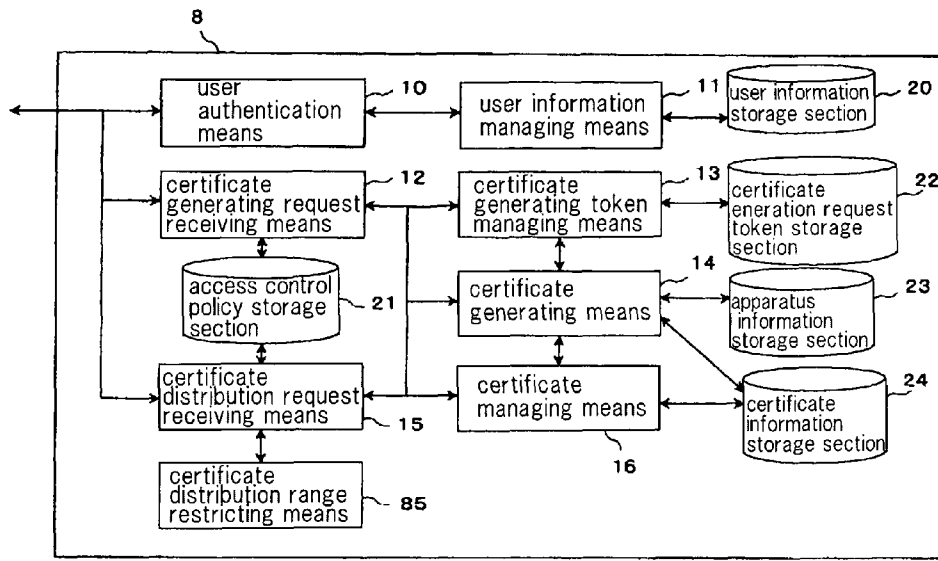 8
user
authentication
means
10
user information
managing means
11
user information
storage section
20
certificate
generating request
receiving means
12
certificate
generating token
managing means
13
certificate
eneration request
token storage
section
22
access control
policy storage
section
21
certificate
generating means
14
apparatus
information
storage section
23
certificate
distribution request
receiving means
15
certificate
managing means
16
certificate
information
storage section
24
certificate
distribution range
restricting means
85